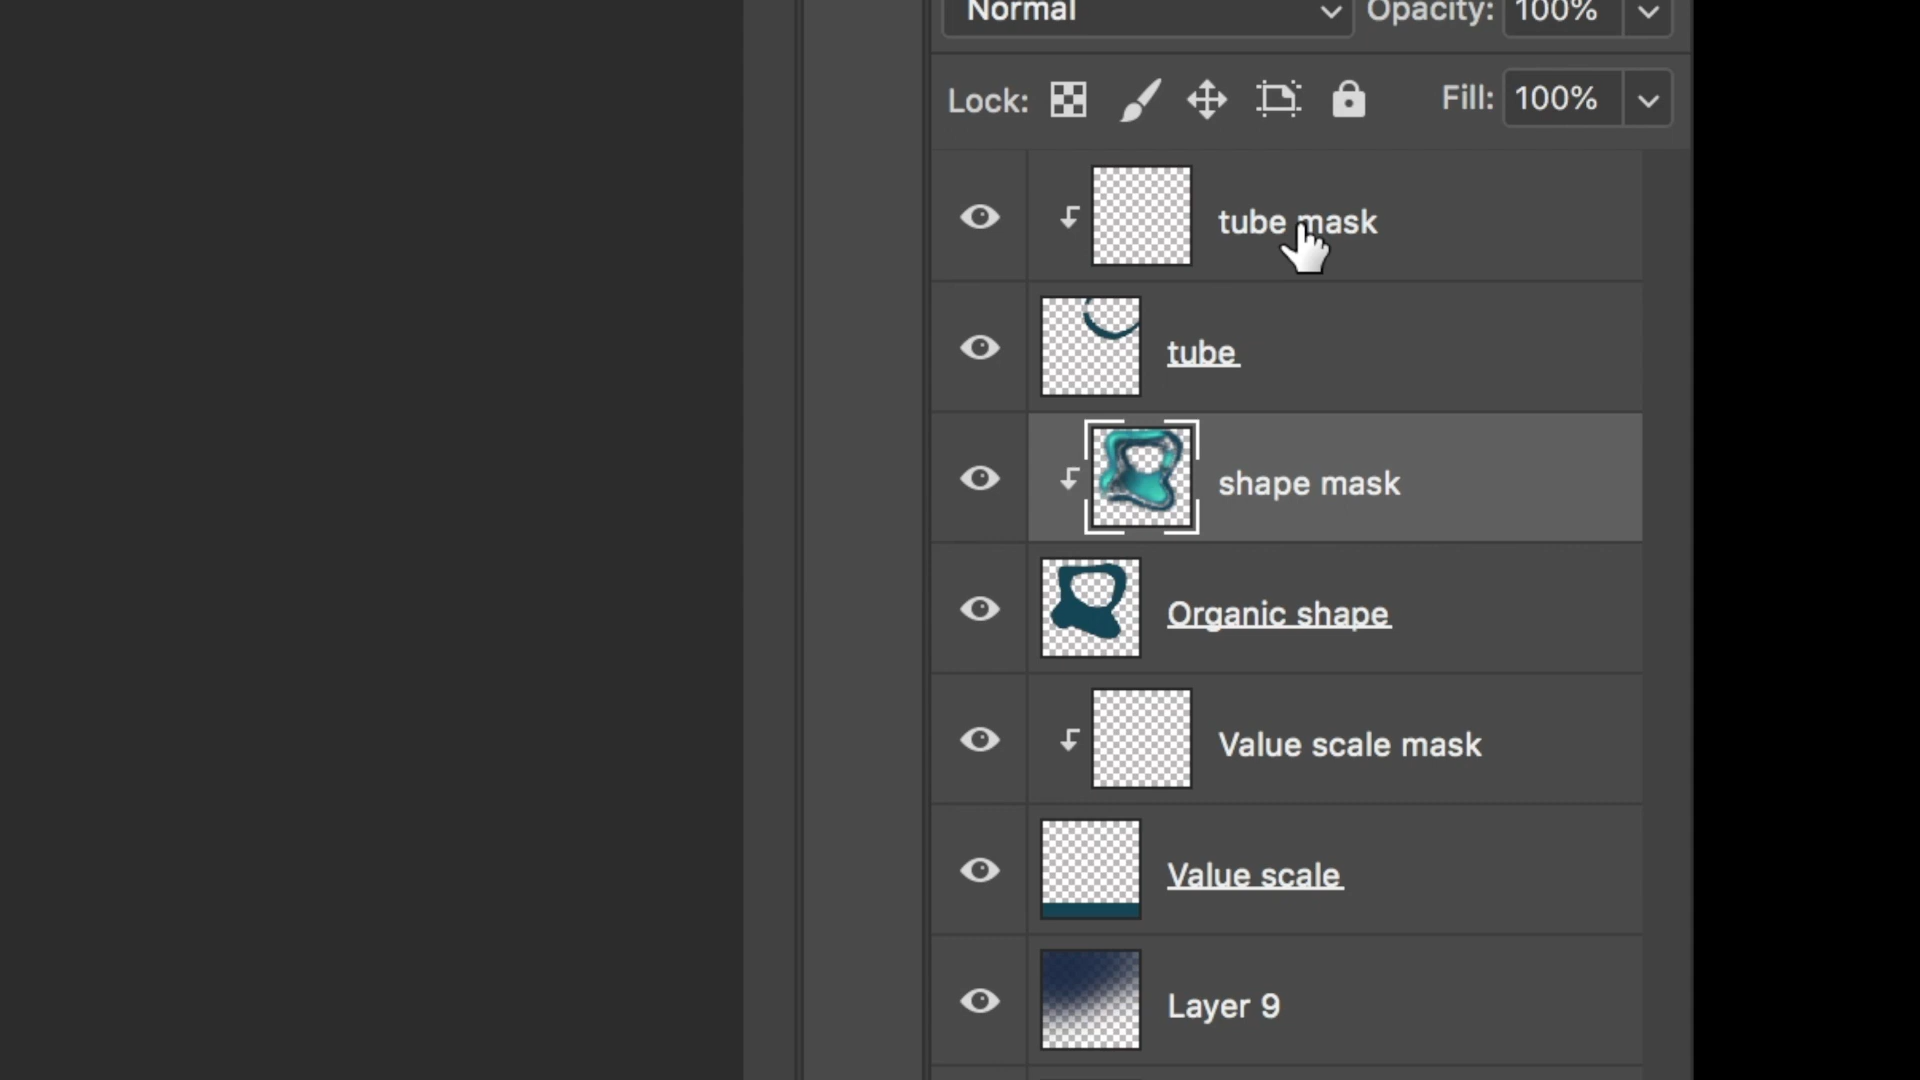 Normal Opacity: 100%
Lock: Fill: 100%
tube mask
tube
shape mask
Organic shape
Value scale mask
Value scale
Layer 9